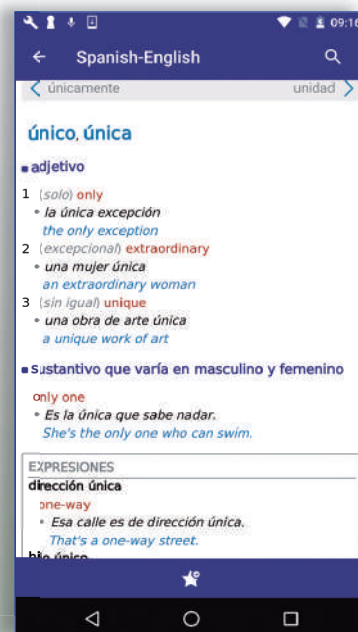 09:16
Spanish-English
únicamente
unidad
único, única
adjetivo
1 (solo) only
la única excepción
the only exception
2 (excepcional) extraordinary
una mujer única
an extraordinary woman
3 (sin igual) unique
una obra de arte única
a unique work of art
sustantivo que varía en masculino y femenino
only one
Es la única que sabe nadar.
She's the only one who can swim.
EXPRESIONES
dirección única
one-way
Esa calle es de dirección única.
That's a one-way street.
único